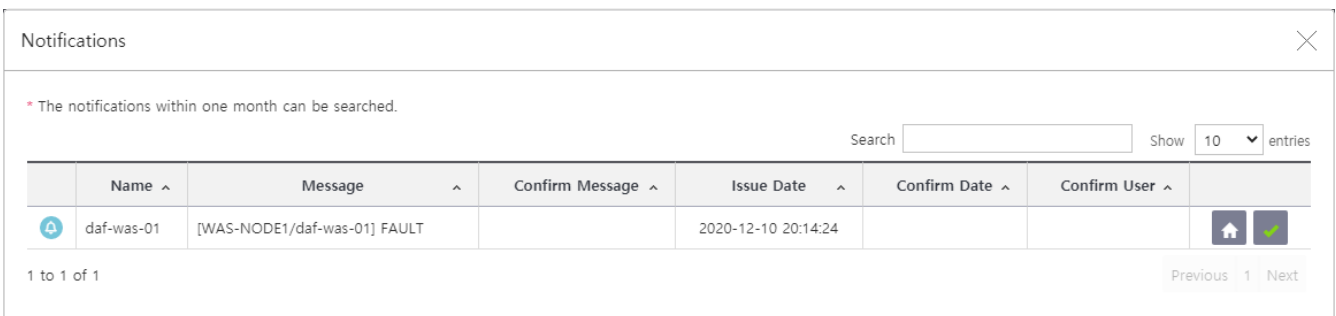 Notifications
* The notifications within one month can be searched.
Search Show 10 entries
Name Message Confirm Message Issue Date Confirm Date Confirm User
daf-was-01 [WAS-NODE1/daf-was-01] FAULT 2020-12-10 20:14:24
1 to 1 of 1 Previous 1 Next